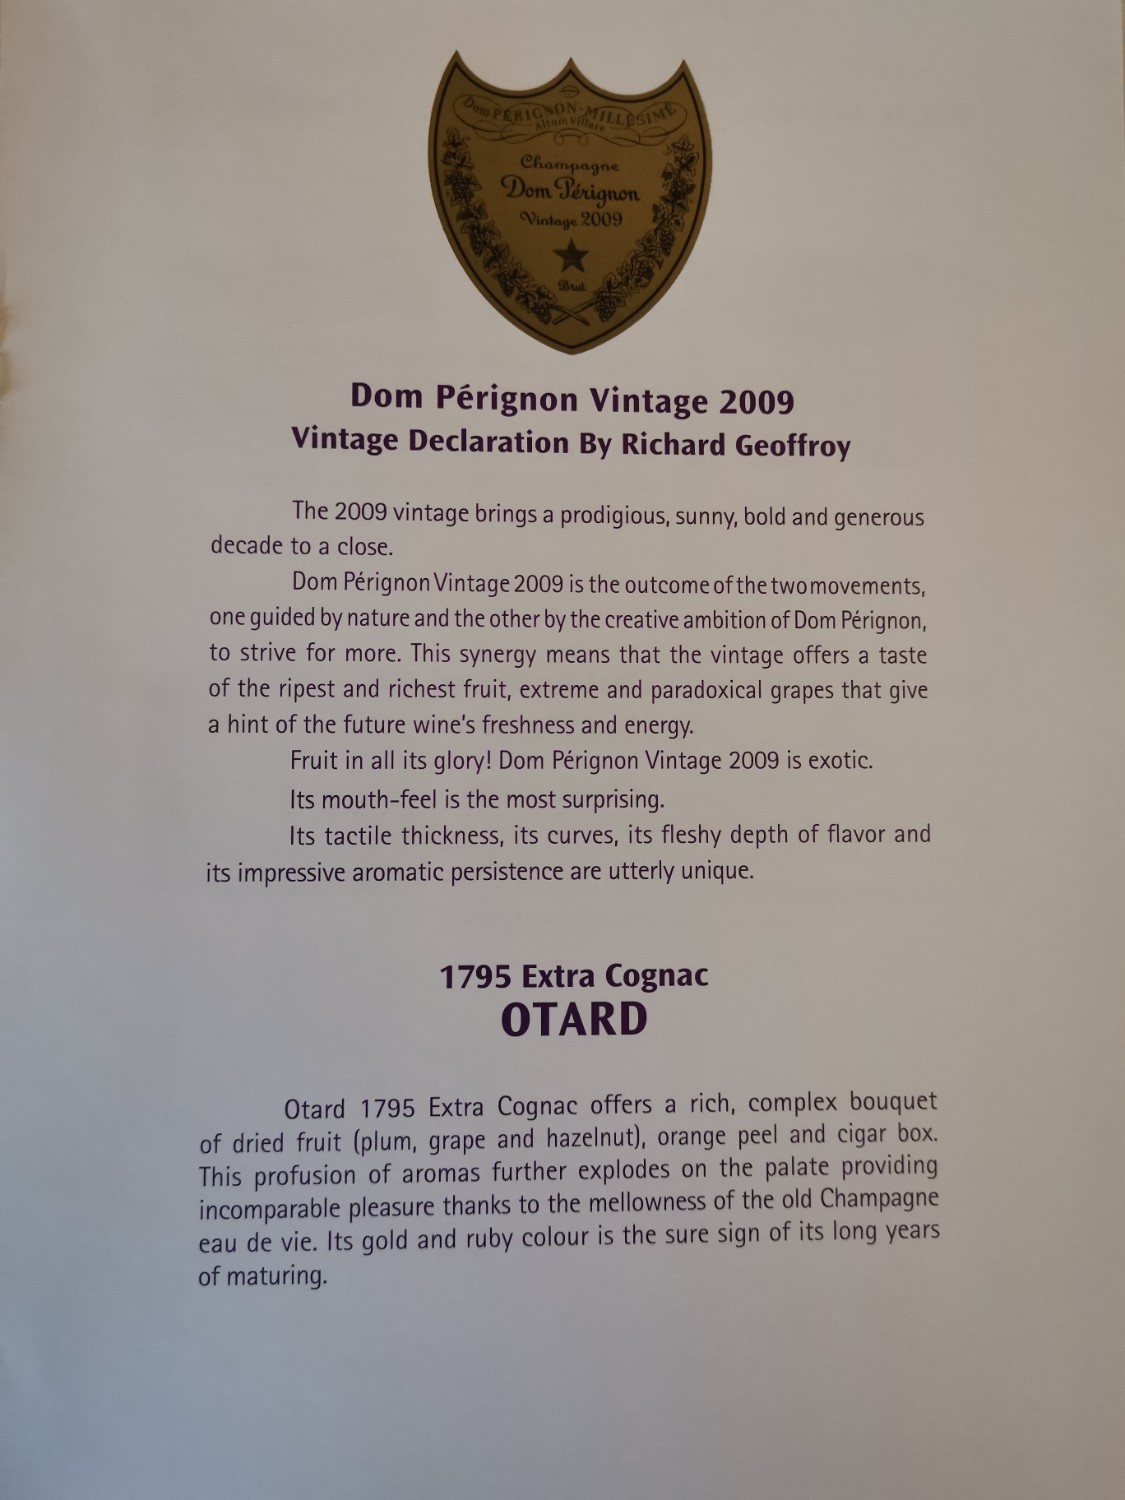 Dom PÉRIGNON - MILLÉSIMÉ
Altum Villare
Champagne
Dom Pérignon
Vintage 2009
Brut
Dom Pérignon Vintage 2009
Vintage Declaration By Richard Geoffroy
The 2009 vintage brings a prodigious, sunny, bold and generous
decade to a close.
Dom Pérignon Vintage 2009 is the outcome of the two movements,
one guided by nature and the other by the creative ambition of Dom Pérignon,
to strive for more. This synergy means that the vintage offers a taste
of the ripest and richest fruit, extreme and paradoxical grapes that give
a hint of the future wine's freshness and energy.
Fruit in all its glory! Dom Pérignon Vintage 2009 is exotic.
Its mouth-feel is the most surprising.
Its tactile thickness, its curves, its fleshy depth of flavor and
its impressive aromatic persistence are utterly unique.
1795 Extra Cognac
OTARD
Otard 1795 Extra Cognac offers a rich, complex bouquet
of dried fruit (plum, grape and hazelnut), orange peel and cigar box.
This profusion of aromas further explodes on the palate providing
incomparable pleasure thanks to the mellowness of the old Champagne
eau de vie. Its gold and ruby colour is the sure sign of its long years
of maturing.